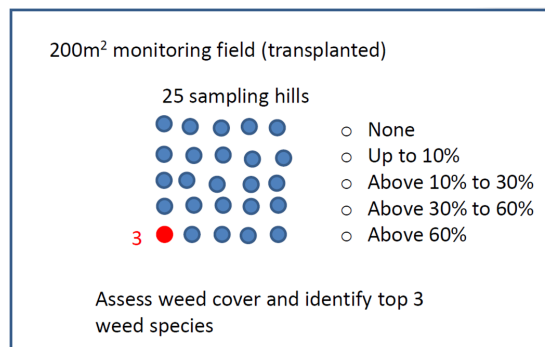 200m² monitoring field (transplanted)
25 sampling hills
○ None
○ Up to 10%
○ Above 10% to 30%
○ Above 30% to 60%
○ Above 60%
3
Assess weed cover and identify top 3
weed species